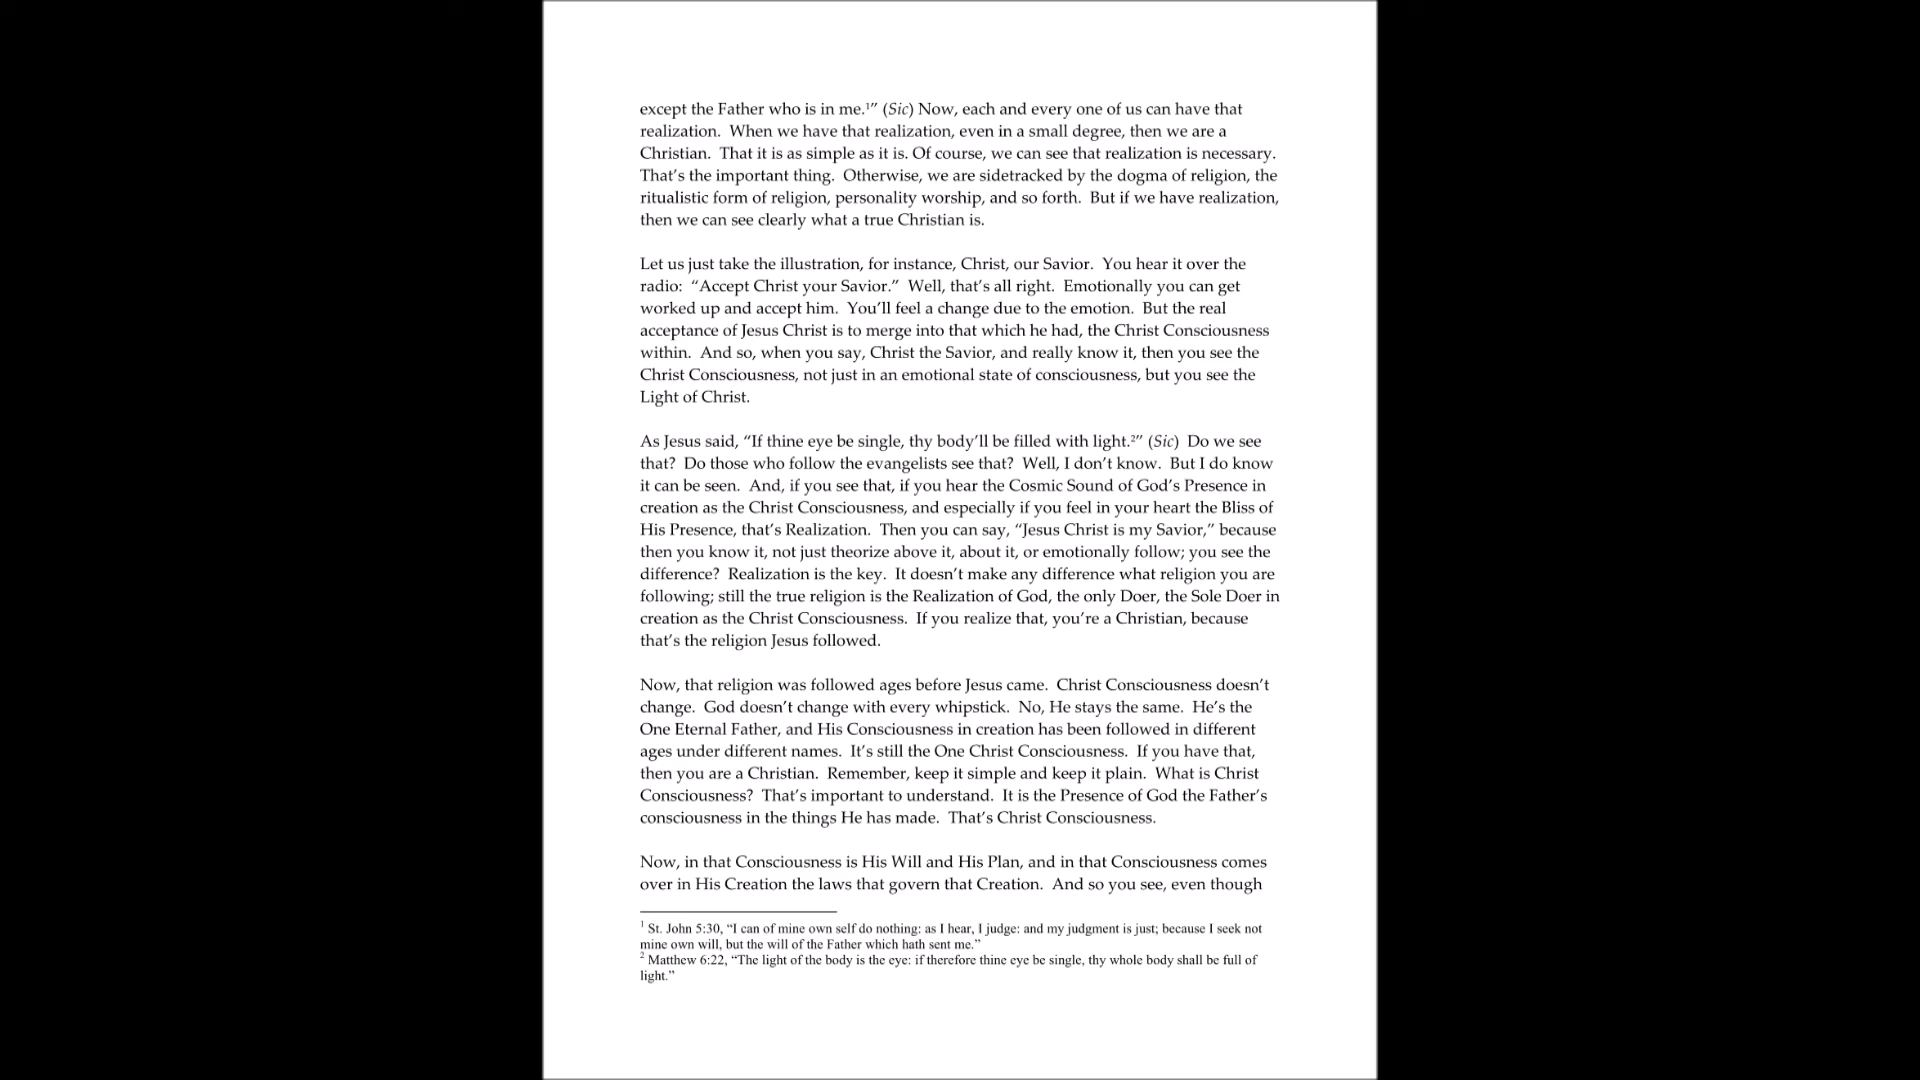 except the Father who is in me.¹” (Sic) Now, each and every one of us can have that
realization.  When we have that realization, even in a small degree, then we are a
Christian.  That it is as simple as it is. Of course, we can see that realization is necessary.
That’s the important thing.  Otherwise, we are sidetracked by the dogma of religion, the
ritualistic form of religion, personality worship, and so forth.  But if we have realization,
then we can see clearly what a true Christian is.
Let us just take the illustration, for instance, Christ, our Savior.  You hear it over the
radio:  “Accept Christ your Savior.”  Well, that’s all right.  Emotionally you can get
worked up and accept him.  You’ll feel a change due to the emotion.  But the real
acceptance of Jesus Christ is to merge into that which he had, the Christ Consciousness
within.  And so, when you say, Christ the Savior, and really know it, then you see the
Christ Consciousness, not just in an emotional state of consciousness, but you see the
Light of Christ.
As Jesus said, “If thine eye be single, thy body’ll be filled with light.²” (Sic)  Do we see
that?  Do those who follow the evangelists see that?  Well, I don’t know.  But I do know
it can be seen.  And, if you see that, if you hear the Cosmic Sound of God’s Presence in
creation as the Christ Consciousness, and especially if you feel in your heart the Bliss of
His Presence, that’s Realization.  Then you can say, “Jesus Christ is my Savior,” because
then you know it, not just theorize above it, about it, or emotionally follow; you see the
difference?  Realization is the key.  It doesn’t make any difference what religion you are
following; still the true religion is the Realization of God, the only Doer, the Sole Doer in
creation as the Christ Consciousness.  If you realize that, you’re a Christian, because
that’s the religion Jesus followed.
Now, that religion was followed ages before Jesus came.  Christ Consciousness doesn’t
change.  God doesn’t change with every whipstick.  No, He stays the same.  He’s the
One Eternal Father, and His Consciousness in creation has been followed in different
ages under different names.  It’s still the One Christ Consciousness.  If you have that,
then you are a Christian.  Remember, keep it simple and keep it plain.  What is Christ
Consciousness?  That’s important to understand.  It is the Presence of God the Father’s
consciousness in the things He has made.  That’s Christ Consciousness.
Now, in that Consciousness is His Will and His Plan, and in that Consciousness comes
over in His Creation the laws that govern that Creation.  And so you see, even though
¹ St. John 5:30, “I can of mine own self do nothing: as I hear, I judge: and my judgment is just; because I seek not
mine own will, but the will of the Father which hath sent me.”
² Matthew 6:22, “The light of the body is the eye: if therefore thine eye be single, thy whole body shall be full of
light.”